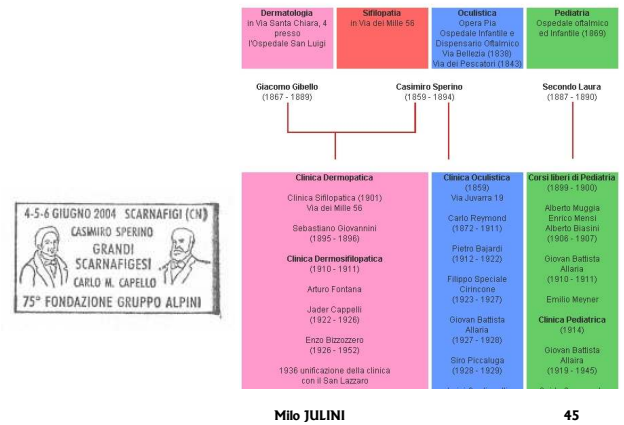 Dermatologia
in Via Santa Chiara, 4
presso
l'Ospedale San Luigi
Sifilopatia
in Via dei Mille 56
Oculistica
Opera Pia
Ospedale Infantile e
Dispensario Oftalmico
Via Bellezia (1838)
Via dei Pescatori (1843)
Pediatria
Ospedale oftalmico
ed Infantile (1869)
Giacomo Gibello
(1867 - 1889)
Casimiro Sperino
(1859 - 1894)
Secondo Laura
(1887 - 1890)
Clinica Dermopatica
Clinica Sifilopatica (1901)
Via dei Mille 56
Sebastiano Giovannini
(1895 - 1896)
Clinica Dermosifilopatica
(1910 - 1911)
Arturo Fontana
Jader Cappelli
(1922 - 1926)
Enzo Bizzozzero
(1926 - 1952)
1936 unificazione della clinica
con il San Lazzaro
Clinica Oculistica
(1859)
Via Juvarra 19
Carlo Reymond
(1872 - 1911)
Pietro Bajardi
(1912 - 1922)
Filippo Speciale
Cirincone
(1923 - 1927)
Giovan Battista
Allaria
(1927 - 1928)
Siro Piccaluga
(1928 - 1929)
Corsi liberi di Pediatria
(1899 - 1900)
Alberto Muggia
Enrico Mensi
Alberto Biasini
(1906 - 1907)
Giovan Battista
Allaria
(1910 - 1911)
Emilio Meyner
Clinica Pediatrica
(1914)
Giovan Battista
Allaira
(1919 - 1945)
4-5-6 GIUGNO 2004 SCARNAFIGI (CN)
CASIMIRO SPERINO
GRANDI
SCARNAFIGESI
CARLO M. CAPELLO
75° FONDAZIONE GRUPPO ALPINI
Milo JULINI
45